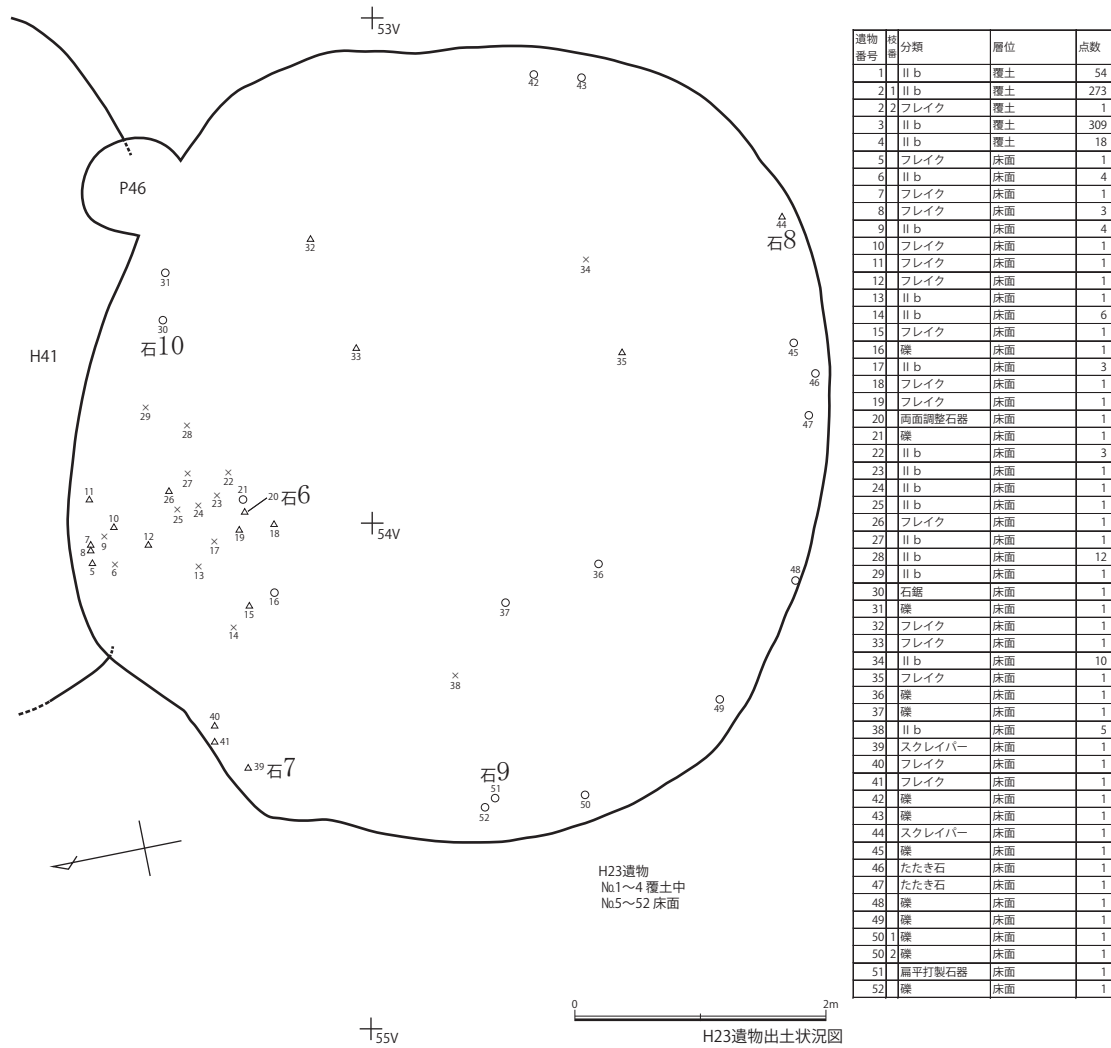 53V
42
43
P46
44
石8
32
34
31
30
石10
33
35
H41
45
46
47
29
28
27
22
11
26
23
21
20 石6
25
24
10
18
54V
7
9
12
19
8
17
5
6
13
36
48
16
37
15
14
38
49
40
41
39 石7
石9
51
52
50
H23遺物
№1～4 覆土中
№5～52 床面
0 2m
55V
H23遺物出土状況図
遺物番号 枝番 分類 層位 点数
1 Ⅱb 覆土 54
2 1 Ⅱb 覆土 273
2 2 フレイク 覆土 1
3 Ⅱb 覆土 309
4 Ⅱb 覆土 18
5 フレイク 床面 1
6 Ⅱb 床面 4
7 フレイク 床面 1
8 フレイク 床面 3
9 Ⅱb 床面 4
10 フレイク 床面 1
11 フレイク 床面 1
12 フレイク 床面 1
13 Ⅱb 床面 1
14 Ⅱb 床面 6
15 フレイク 床面 1
16 礫 床面 1
17 Ⅱb 床面 3
18 フレイク 床面 1
19 フレイク 床面 1
20 両面調整石器 床面 1
21 礫 床面 1
22 Ⅱb 床面 3
23 Ⅱb 床面 1
24 Ⅱb 床面 1
25 Ⅱb 床面 1
26 フレイク 床面 1
27 Ⅱb 床面 1
28 Ⅱb 床面 12
29 Ⅱb 床面 1
30 石鋸 床面 1
31 礫 床面 1
32 フレイク 床面 1
33 フレイク 床面 1
34 Ⅱb 床面 10
35 フレイク 床面 1
36 礫 床面 1
37 礫 床面 1
38 Ⅱb 床面 5
39 スクレイパー 床面 1
40 フレイク 床面 1
41 フレイク 床面 1
42 礫 床面 1
43 礫 床面 1
44 スクレイパー 床面 1
45 礫 床面 1
46 たたき石 床面 1
47 たたき石 床面 1
48 礫 床面 1
49 礫 床面 1
50 1 礫 床面 1
50 2 礫 床面 1
51 扁平打製石器 床面 1
52 礫 床面 1